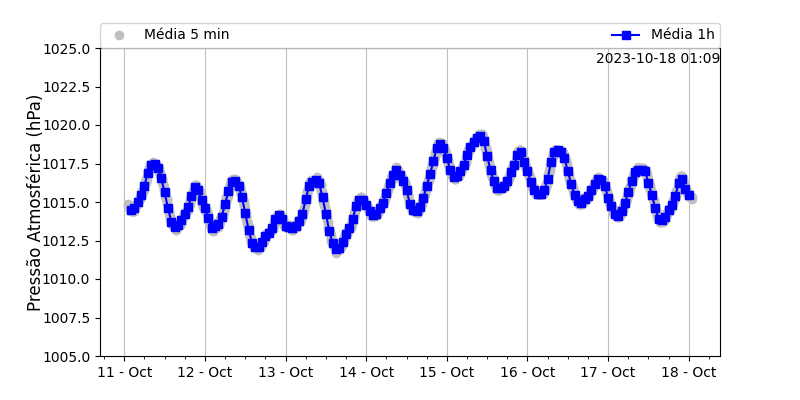 Média 5 min
Média 1h
2023-10-18 01:09
Pressão Atmosférica (hPa)
1025.0
1022.5
1020.0
1017.5
1015.0
1012.5
1010.0
1007.5
1005.0
11 - Oct
12 - Oct
13 - Oct
14 - Oct
15 - Oct
16 - Oct
17 - Oct
18 - Oct